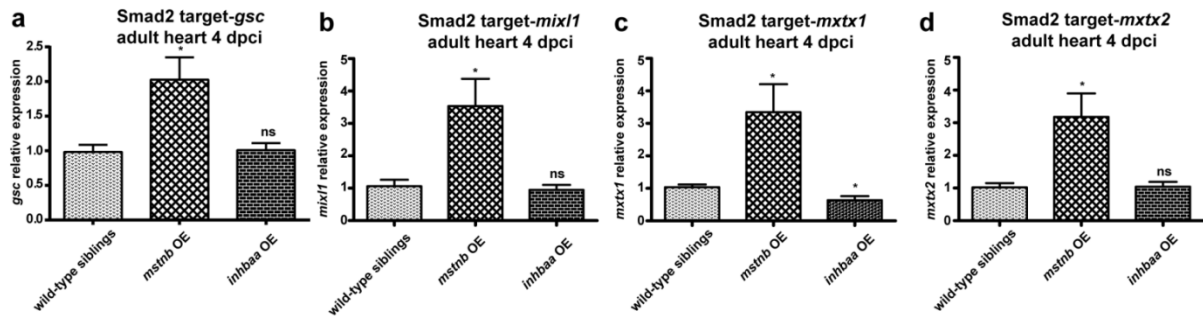 a
Smad2 target-gsc
adult heart 4 dpci
gsc relative expression
2.5
2.0
1.5
1.0
0.5
0.0
*
ns
wild-type siblings
mstnb OE
inhbaa OE
b
Smad2 target-mixl1
adult heart 4 dpci
mixl1 relative expression
5
4
3
2
1
0
*
ns
wild-type siblings
mstnb OE
inhbaa OE
c
Smad2 target-mxtx1
adult heart 4 dpci
mxtx1 relative expression
5
4
3
2
1
0
*
*
wild-type siblings
mstnb OE
inhbaa OE
d
Smad2 target-mxtx2
adult heart 4 dpci
mxtx2 relative expression
5
4
3
2
1
0
*
ns
wild-type siblings
mstnb OE
inhbaa OE